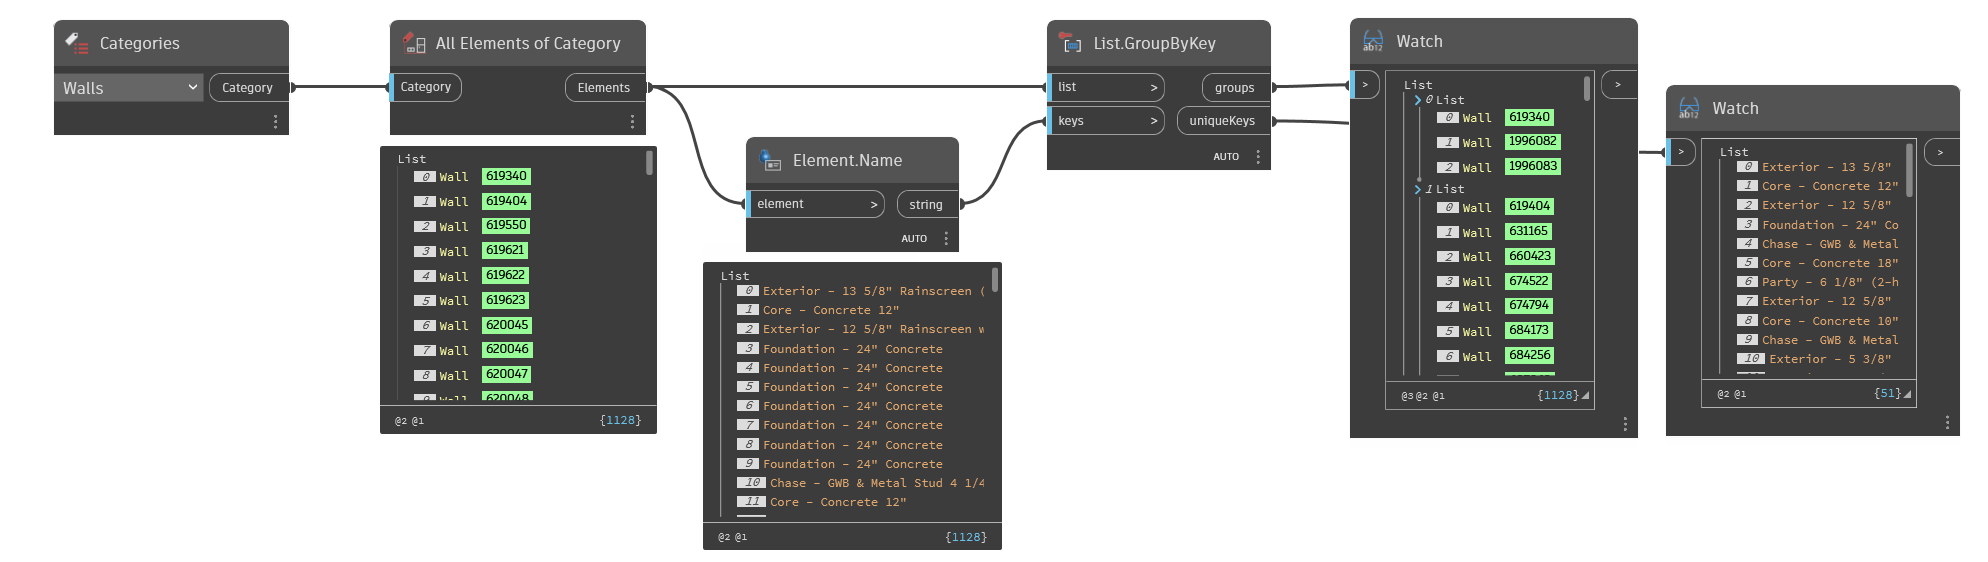 Categories
Walls
Category
All Elements of Category
Category
Elements
List
0 Wall 619340
1 Wall 619404
2 Wall 619550
3 Wall 619621
4 Wall 619622
5 Wall 619623
6 Wall 620045
7 Wall 620046
8 Wall 620047
9 Wall 620048
@2 @1 {1128}
Element.Name
element >
string
AUTO
List
0 Exterior - 13 5/8" Rainscreen (
1 Core - Concrete 12"
2 Exterior - 12 5/8" Rainscreen w
3 Foundation - 24" Concrete
4 Foundation - 24" Concrete
5 Foundation - 24" Concrete
6 Foundation - 24" Concrete
7 Foundation - 24" Concrete
8 Foundation - 24" Concrete
9 Foundation - 24" Concrete
10 Chase - GWB & Metal Stud 4 1/4
11 Core - Concrete 12"
@2 @1 {1128}
List.GroupByKey
list >
groups
keys >
uniqueKeys
AUTO
ab12
Watch
>
>
List
0 List
0 Wall 619340
1 Wall 1996082
2 Wall 1996083
1 List
0 Wall 619404
1 Wall 631165
2 Wall 660423
3 Wall 674522
4 Wall 674794
5 Wall 684173
6 Wall 684256
@3 @2 @1 {1128}
ab12
Watch
>
>
List
0 Exterior - 13 5/8"
1 Core - Concrete 12"
2 Exterior - 12 5/8"
3 Foundation - 24" Co
4 Chase - GWB & Metal
5 Core - Concrete 18"
6 Party - 6 1/8" (2-h
7 Exterior - 12 5/8"
8 Core - Concrete 10"
9 Chase - GWB & Metal
10 Exterior - 5 3/8"
@2 @1 {51}